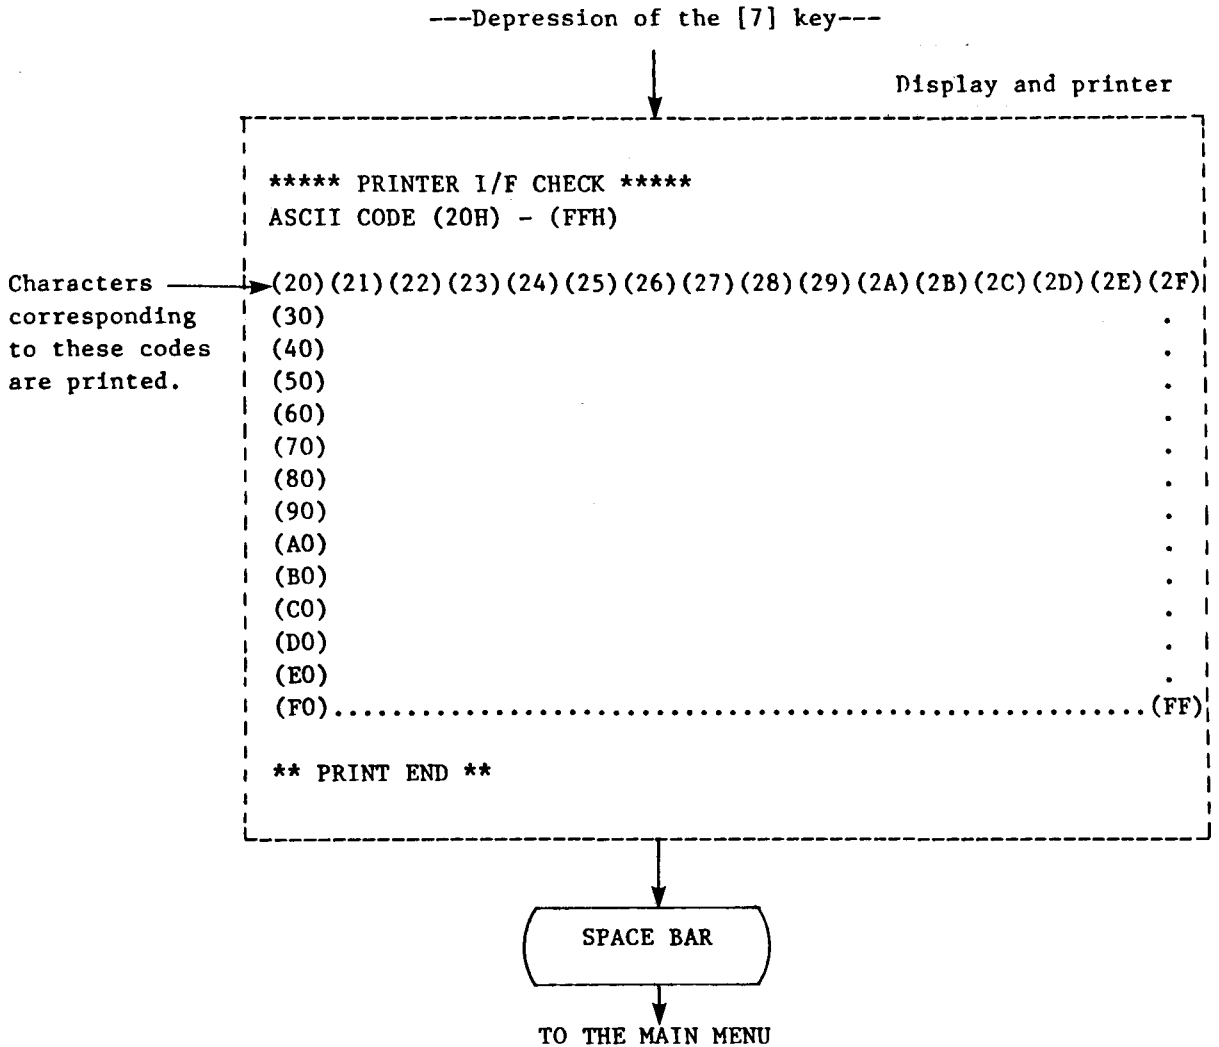 ---Depression of the [7] key---
Display and printer
***** PRINTER I/F CHECK *****
ASCII CODE (20H) - (FFH)
Characters
corresponding
to these codes
are printed.
(20)(21)(22)(23)(24)(25)(26)(27)(28)(29)(2A)(2B)(2C)(2D)(2E)(2F)
(30) .
(40) .
(50) .
(60) .
(70) .
(80) .
(90) .
(A0) .
(B0) .
(C0) .
(D0) .
(E0) .
(F0)........................................................(FF)
** PRINT END **
SPACE BAR
TO THE MAIN MENU